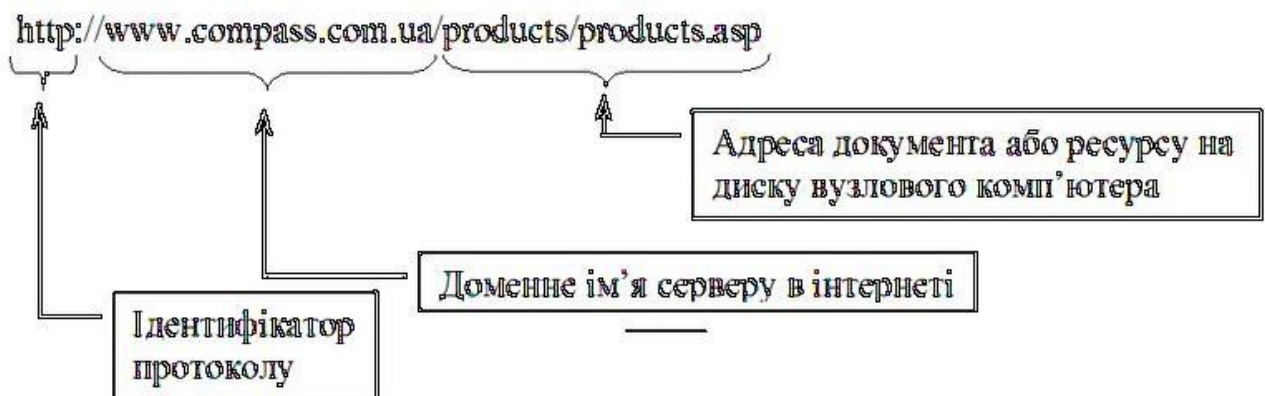 http://www.compass.com.ua/products/products.asp
Адреса документа або ресурсу на
диску вузлового комп’ютера
Доменне ім’я серверу в інтернеті
Ідентифікатор
протоколу